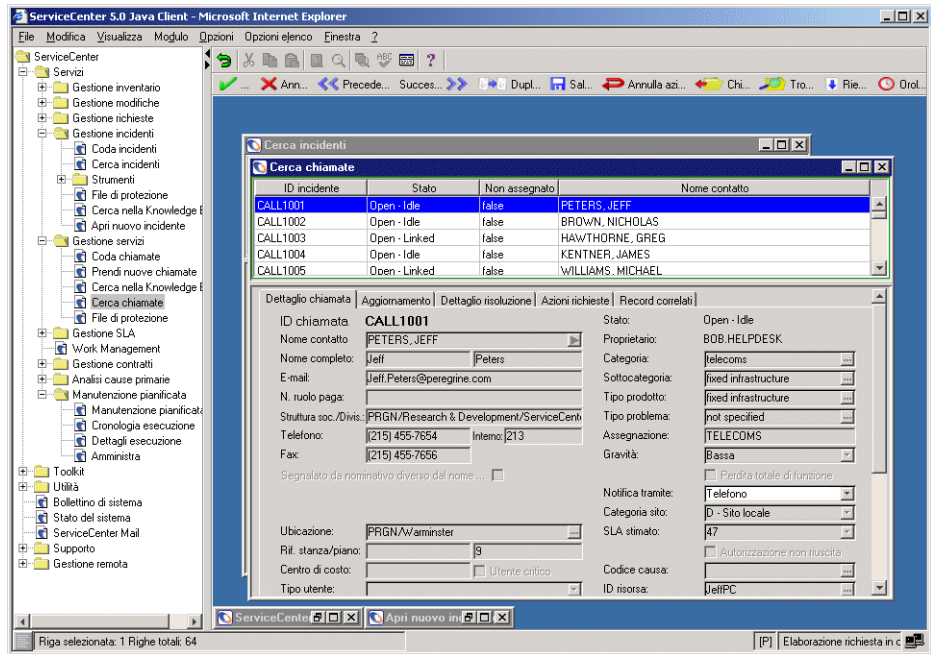 ServiceCenter 5.0 Java Client - Microsoft Internet Explorer
File Modifica Visualizza Modulo Opzioni Opzioni elenco Finestra ?
ServiceCenter
Servizi
Gestione inventario
Gestione modifiche
Gestione richieste
Gestione incidenti
Coda incidenti
Cerca incidenti
Strumenti
File di protezione
Cerca nella Knowledge
Apri nuovo incidente
Gestione servizi
Coda chiamate
Prendi nuove chiamate
Cerca nella Knowledge
Cerca chiamate
File di protezione
Gestione SLA
Work Management
Gestione contratti
Analisi cause primarie
Manutenzione pianificata
Manutenzione pianificata
Cronologia esecuzione
Dettagli esecuzione
Amministra
Toolkit
Utilità
Bollettino di sistema
Stato del sistema
ServiceCenter Mail
Supporto
Gestione remota
ABC ?
... Ann... Precede... Succes... Dupl... Sal... Annulla azi... Chi... Tro... Rie... Orol...
Cerca incidenti
Cerca chiamate
ID incidente Stato Non assegnato Nome contatto
CALL1001 Open - Idle false PETERS, JEFF
CALL1002 Open - Idle false BROWN, NICHOLAS
CALL1003 Open - Linked false HAWTHORNE, GREG
CALL1004 Open - Idle false KENTNER, JAMES
CALL1005 Open - Linked false WILLIAMS, MICHAEL
Dettaglio chiamata Aggiornamento Dettaglio risoluzione Azioni richieste Record correlati
ID chiamata CALL1001 Stato: Open - Idle
Nome contatto PETERS, JEFF Proprietario: BOB.HELPDESK
Nome completo: Jeff Peters Categoria: telecoms
E-mail: Jeff.Peters@peregrine.com Sottocategoria: fixed infrastructure
N. ruolo paga: Tipo prodotto: fixed infrastructure
Struttura soc./Divis.: PRGN/Research & Development/ServiceCent Tipo problema: not specified
Telefono: (215) 455-7654 Interno: 213 Assegnazione: TELECOMS
Fax: (215) 455-7656 Gravità: Bassa
Segnalato da nominativo diverso dal nome ... Perdita totale di funzione
Notifica tramite: Telefono
Categoria sito: D - Sito locale
Ubicazione: PRGN/Warminster SLA stimato: 47
Rif. stanza/piano: 9 Autorizzazione non riuscita
Centro di costo: Utente critico Codice causa:
Tipo utente: ID risorsa: JeffPC
ServiceCente Apri nuovo in
Riga selezionata: 1 Righe totali: 64 [P] Elaborazione richiesta in c